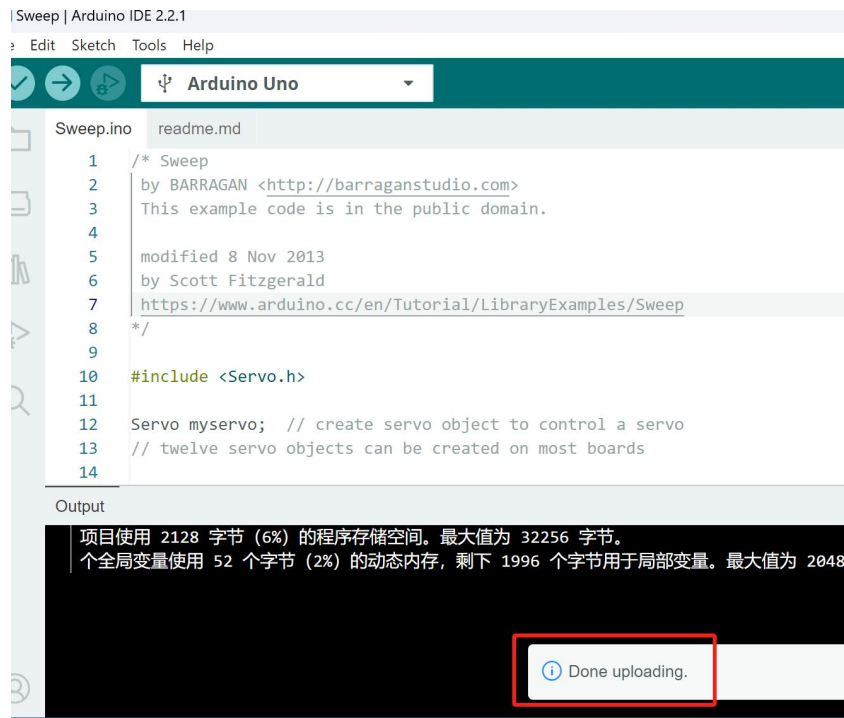 Sweep | Arduino IDE 2.2.1
Edit Sketch Tools Help
Arduino Uno
Sweep.ino readme.md
1 /* Sweep
2 by BARRAGAN <http://barraganstudio.com>
3 This example code is in the public domain.
4
5 modified 8 Nov 2013
6 by Scott Fitzgerald
7 https://www.arduino.cc/en/Tutorial/LibraryExamples/Sweep
8 */
9
10 #include <Servo.h>
11
12 Servo myservo;  // create servo object to control a servo
13 // twelve servo objects can be created on most boards
14
Output
项目使用 2128 字节 (6%) 的程序存储空间。最大值为 32256 字节。
个全局变量使用 52 个字节 (2%) 的动态内存, 剩下 1996 个字节用于局部变量。最大值为 2048
Done uploading.